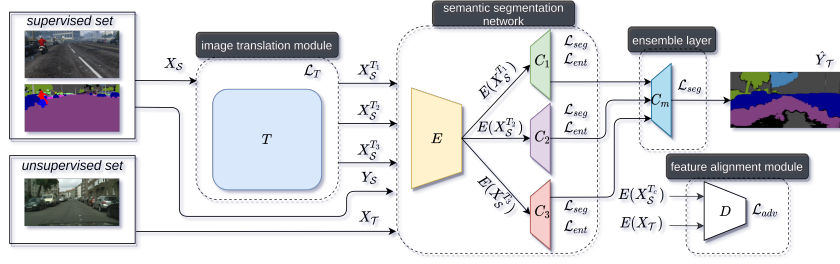 supervised set
unsupervised set
X_S
image translation module
L_T
T
X_S^{T_1}
X_S^{T_2}
X_S^{T_3}
Y_S
X_T
semantic segmentation
network
E
E(X_S^{T_1})
E(X_S^{T_2})
E(X_S^{T_3})
C_1
L_seg
L_ent
C_2
L_seg
L_ent
C_3
L_seg
L_ent
ensemble layer
C_m
L_seg
Ŷ_T
feature alignment module
E(X_S^{T_c})
E(X_T)
D
L_adv